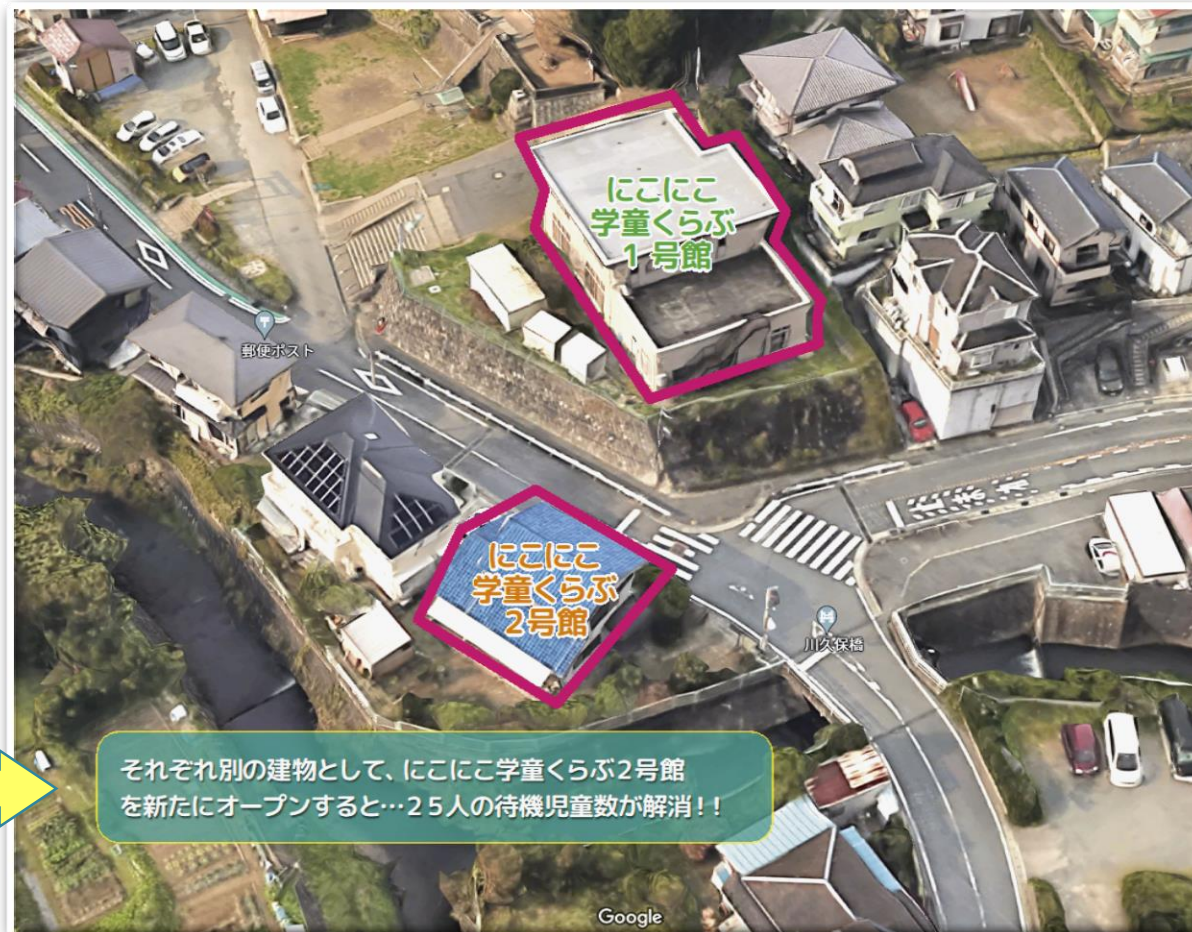 にこにこ
学童くらぶ
1 号館
郵便ポスト
にこにこ
学童くらぶ
2号館
止まれ
川久保橋
それぞれ別の建物として、にこにこ学童くらぶ2号館
を新たにオープンすると…25人の待機児童数が解消!!
Google